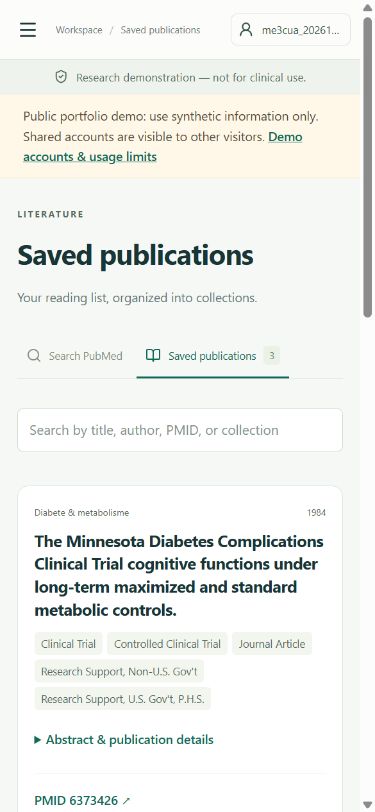 Workspace / Saved publications
me3cua_20261...
Research demonstration — not for clinical use.
Public portfolio demo: use synthetic information only.
Shared accounts are visible to other visitors. Demo
accounts & usage limits
LITERATURE
Saved publications
Your reading list, organized into collections.
Search PubMed
Saved publications 3
Search by title, author, PMID, or collection
Diabete & metabolisme 1984
The Minnesota Diabetes Complications
Clinical Trial cognitive functions under
long-term maximized and standard
metabolic controls.
Clinical Trial Controlled Clinical Trial Journal Article
Research Support, Non-U.S. Gov't
Research Support, U.S. Gov't, P.H.S.
▶ Abstract & publication details
PMID 6373426 ↗